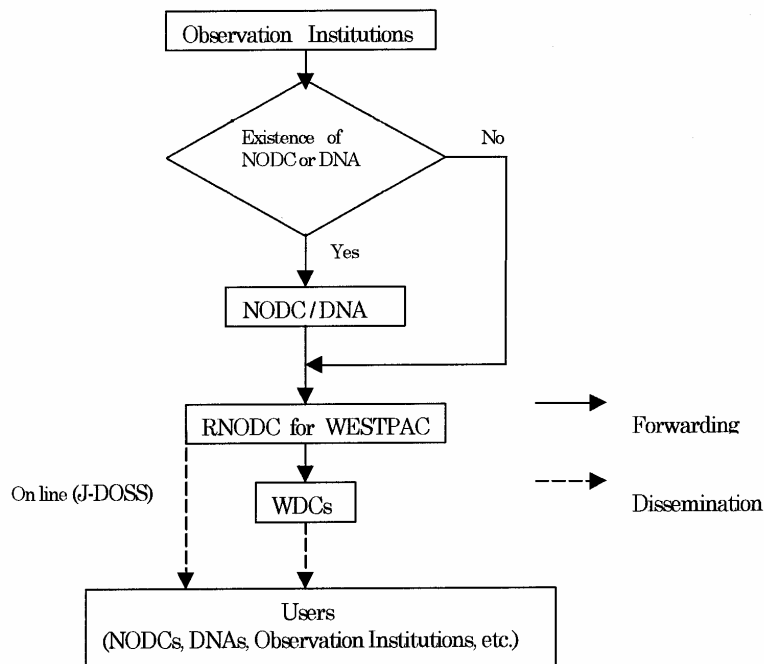 Observation Institutions
Existence of
NODC or DNA
No
Yes
NODC / DNA
RNODC for WESTPAC
Forwarding
On line (J-DOSS)
WDCs
Dissemination
Users
(NODCs, DNAs, Observation Institutions, etc.)